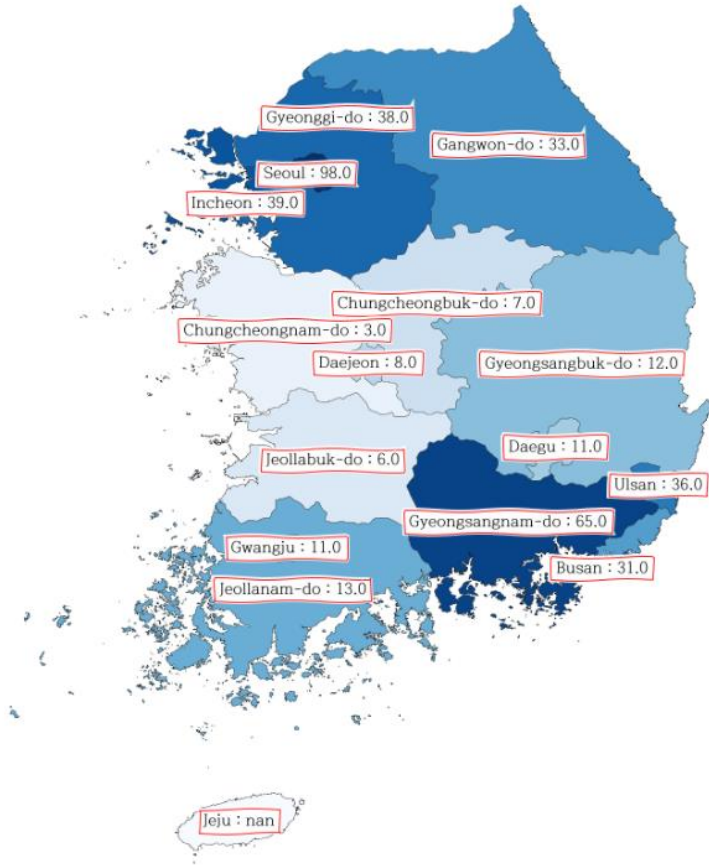 Gyeonggi-do : 38.0
Gangwon-do : 33.0
Seoul : 98.0
Incheon : 39.0
Chungcheongbuk-do : 7.0
Chungcheongnam-do : 3.0
Daejeon : 8.0
Gyeongsangbuk-do : 12.0
Daegu : 11.0
Jeollabuk-do : 6.0
Ulsan : 36.0
Gyeongsangnam-do : 65.0
Gwangju : 11.0
Busan : 31.0
Jeollanam-do : 13.0
Jeju : nan